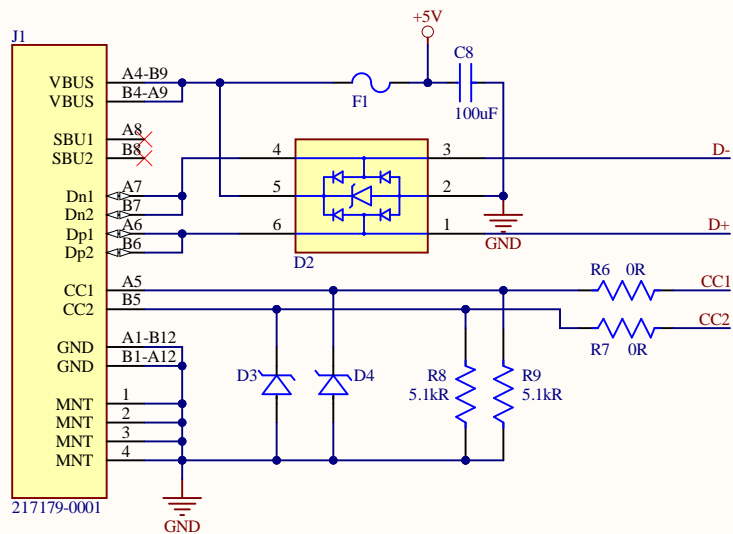 +5V
J1
C8
VBUS A4-B9
VBUS B4-A9
F1
100uF
SBU1 A8
SBU2 B8
4 3 D-
Dn1 A7
5 2
Dn2 B7
Dp1 A6
6 1 D+
Dp2 B6
GND
D2
CC1 A5
R6 0R CC1
CC2 B5
CC2
R7 0R
GND A1-B12
GND B1-A12
D3 D4 R8 R9
5.1kR 5.1kR
MNT 1
MNT 2
MNT 3
MNT 4
217179-0001
GND